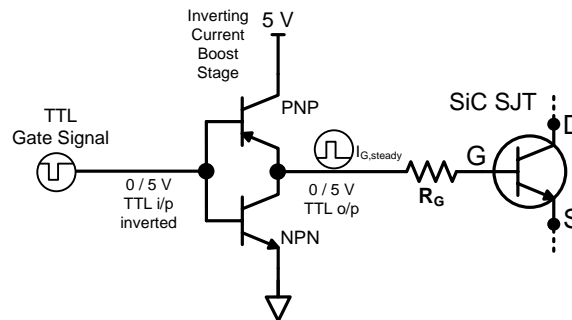 Inverting
Current
Boost
Stage
5 V
PNP
SiC SJT
TTL
Gate Signal
D
IG,steady
G
0 / 5 V
TTL i/p
inverted
0 / 5 V
TTL o/p
RG
S
NPN